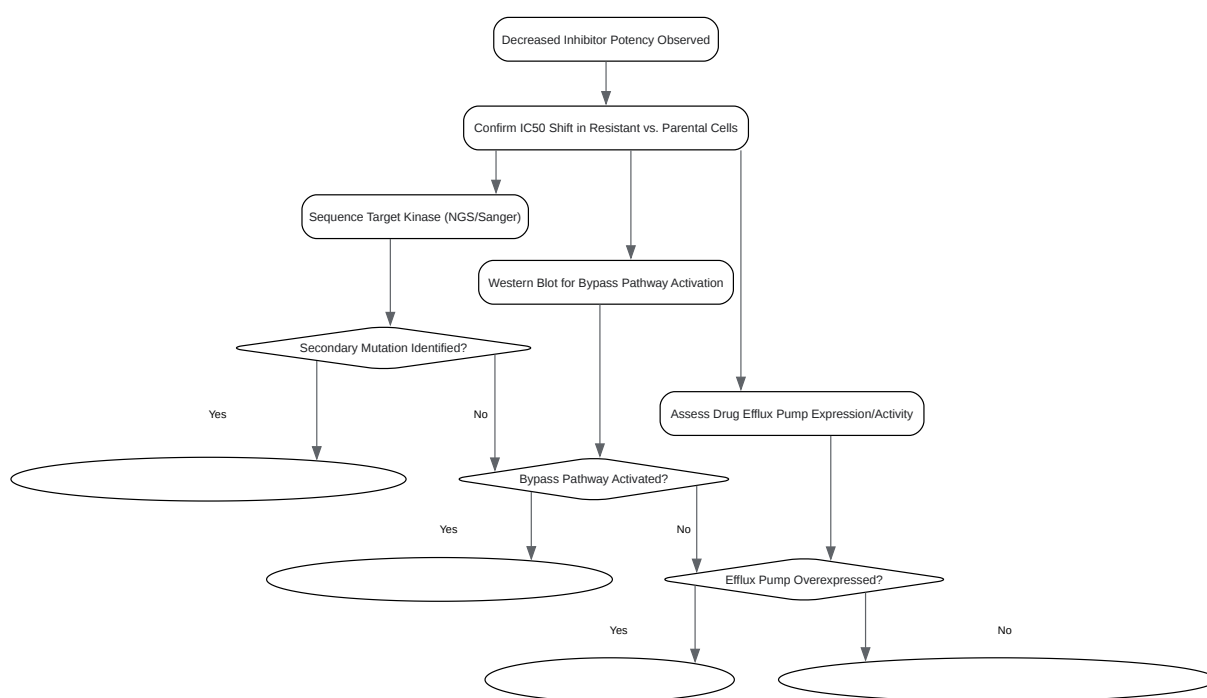 Decreased Inhibitor Potency Observed
Confirm IC50 Shift in Resistant vs. Parental Cells
Sequence Target Kinase (NGS/Sanger)
Western Blot for Bypass Pathway Activation
Secondary Mutation Identified?
Yes
No
Assess Drug Efflux Pump Expression/Activity
Bypass Pathway Activated?
Yes
No
Efflux Pump Overexpressed?
Yes
No